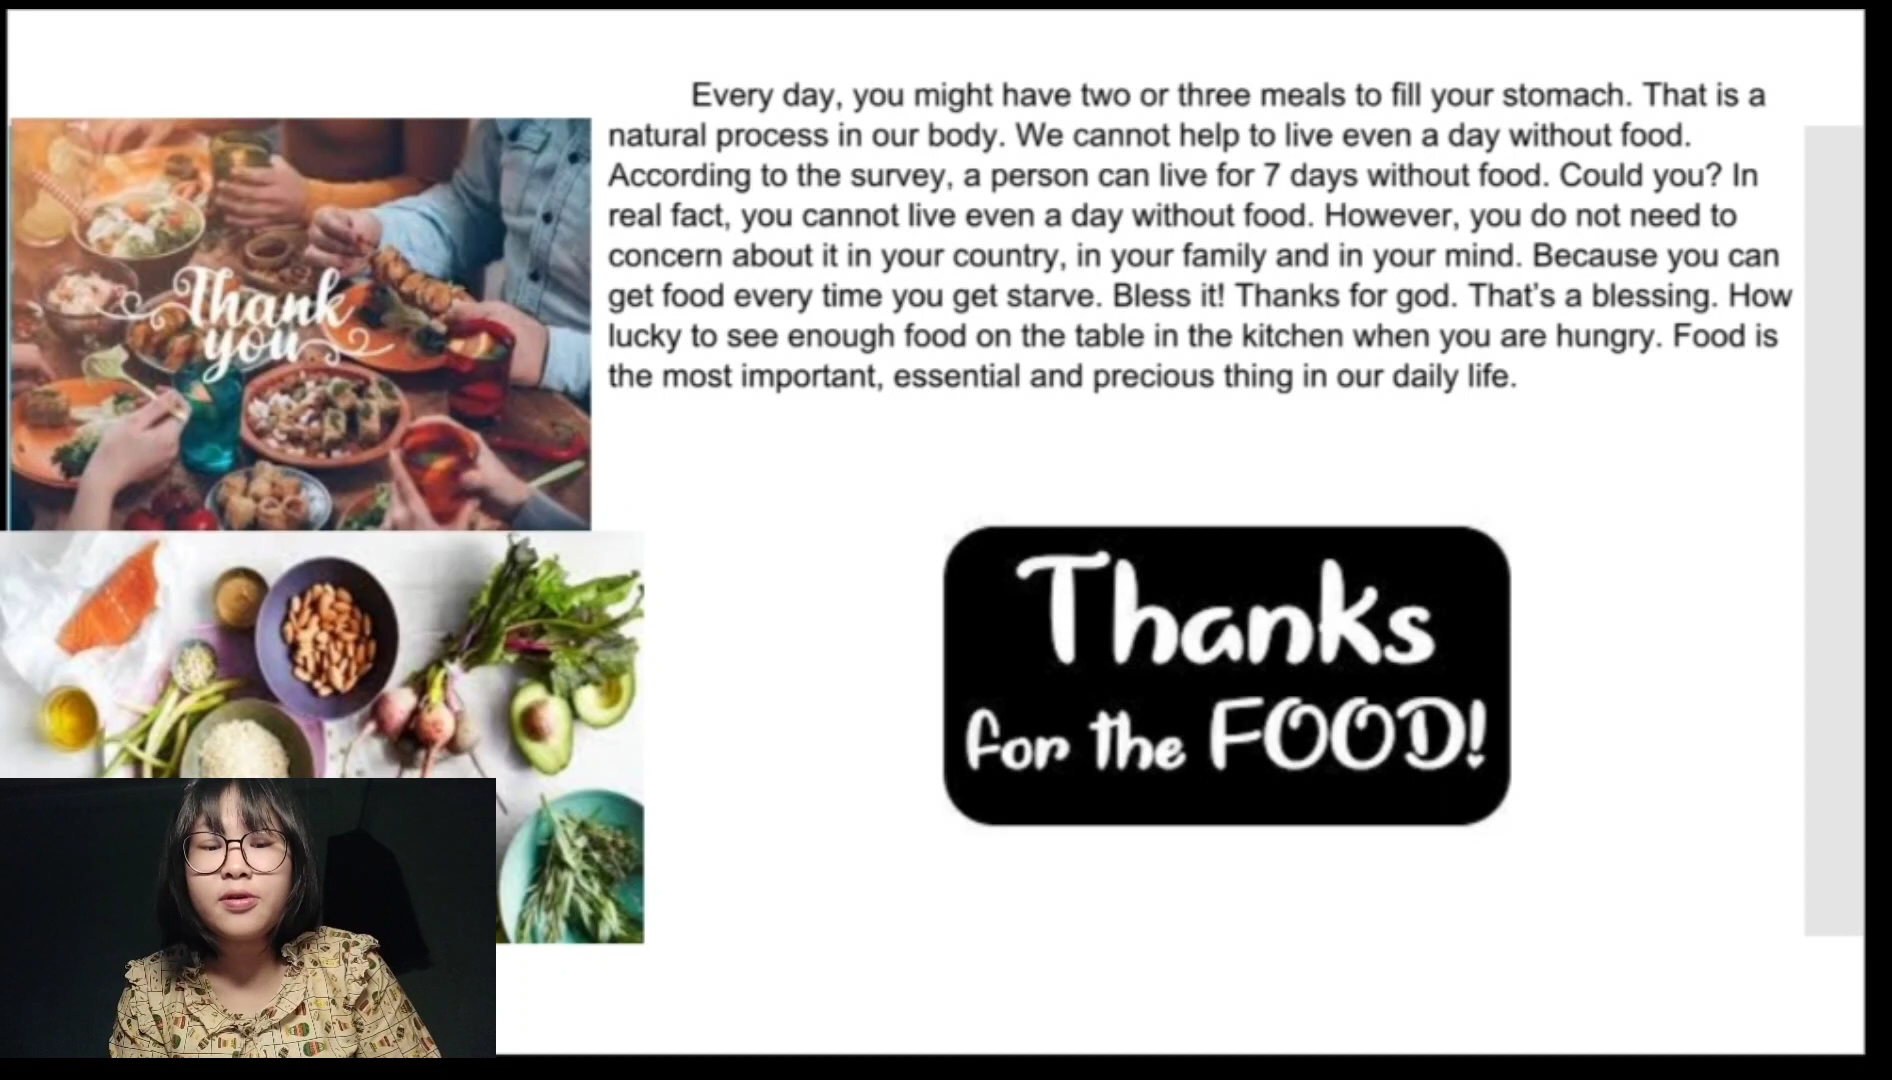 Every day, you might have two or three meals to fill your stomach. That is a
natural process in our body. We cannot help to live even a day without food.
According to the survey, a person can live for 7 days without food. Could you? In
real fact, you cannot live even a day without food. However, you do not need to
concern about it in your country, in your family and in your mind. Because you can
get food every time you get starve. Bless it! Thanks for god. That's a blessing. How
lucky to see enough food on the table in the kitchen when you are hungry. Food is
the most important, essential and precious thing in our daily life.
Thank
you
Thanks
for the FOOD!